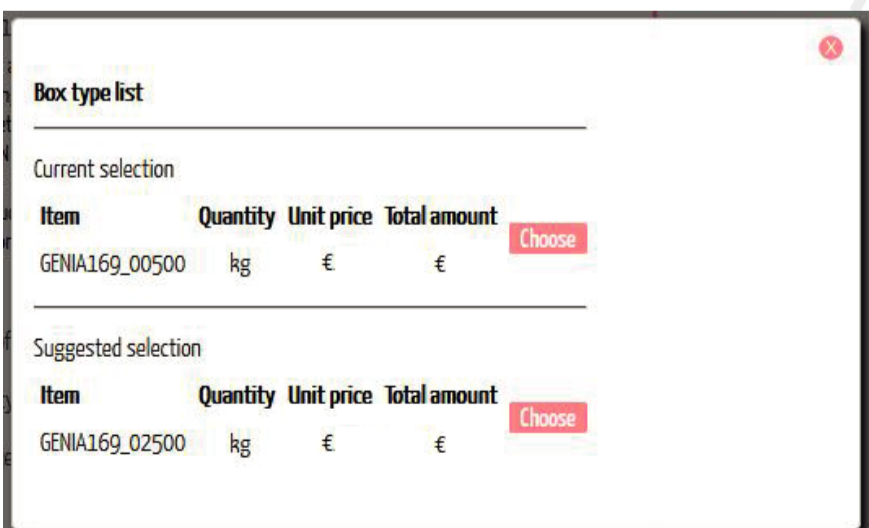 X
Box type list
Current selection
Item Quantity Unit price Total amount
Choose
GENIA169_00500 kg € €
Suggested selection
Item Quantity Unit price Total amount
Choose
GENIA169_02500 kg € €